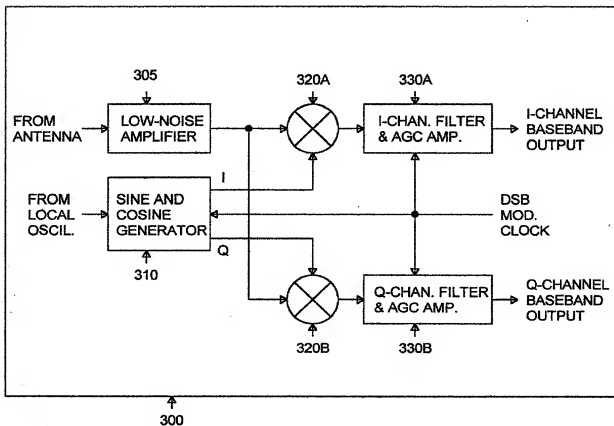 305
320A
330A
FROM
ANTENNA
LOW-NOISE
AMPLIFIER
I-CHAN. FILTER
& AGC AMP.
I-CHANNEL
BASEBAND
OUTPUT
I
FROM
LOCAL
OSCIL.
SINE AND
COSINE
GENERATOR
DSB
MOD.
CLOCK
Q
310
Q-CHAN. FILTER
& AGC AMP.
Q-CHANNEL
BASEBAND
OUTPUT
320B
330B
300